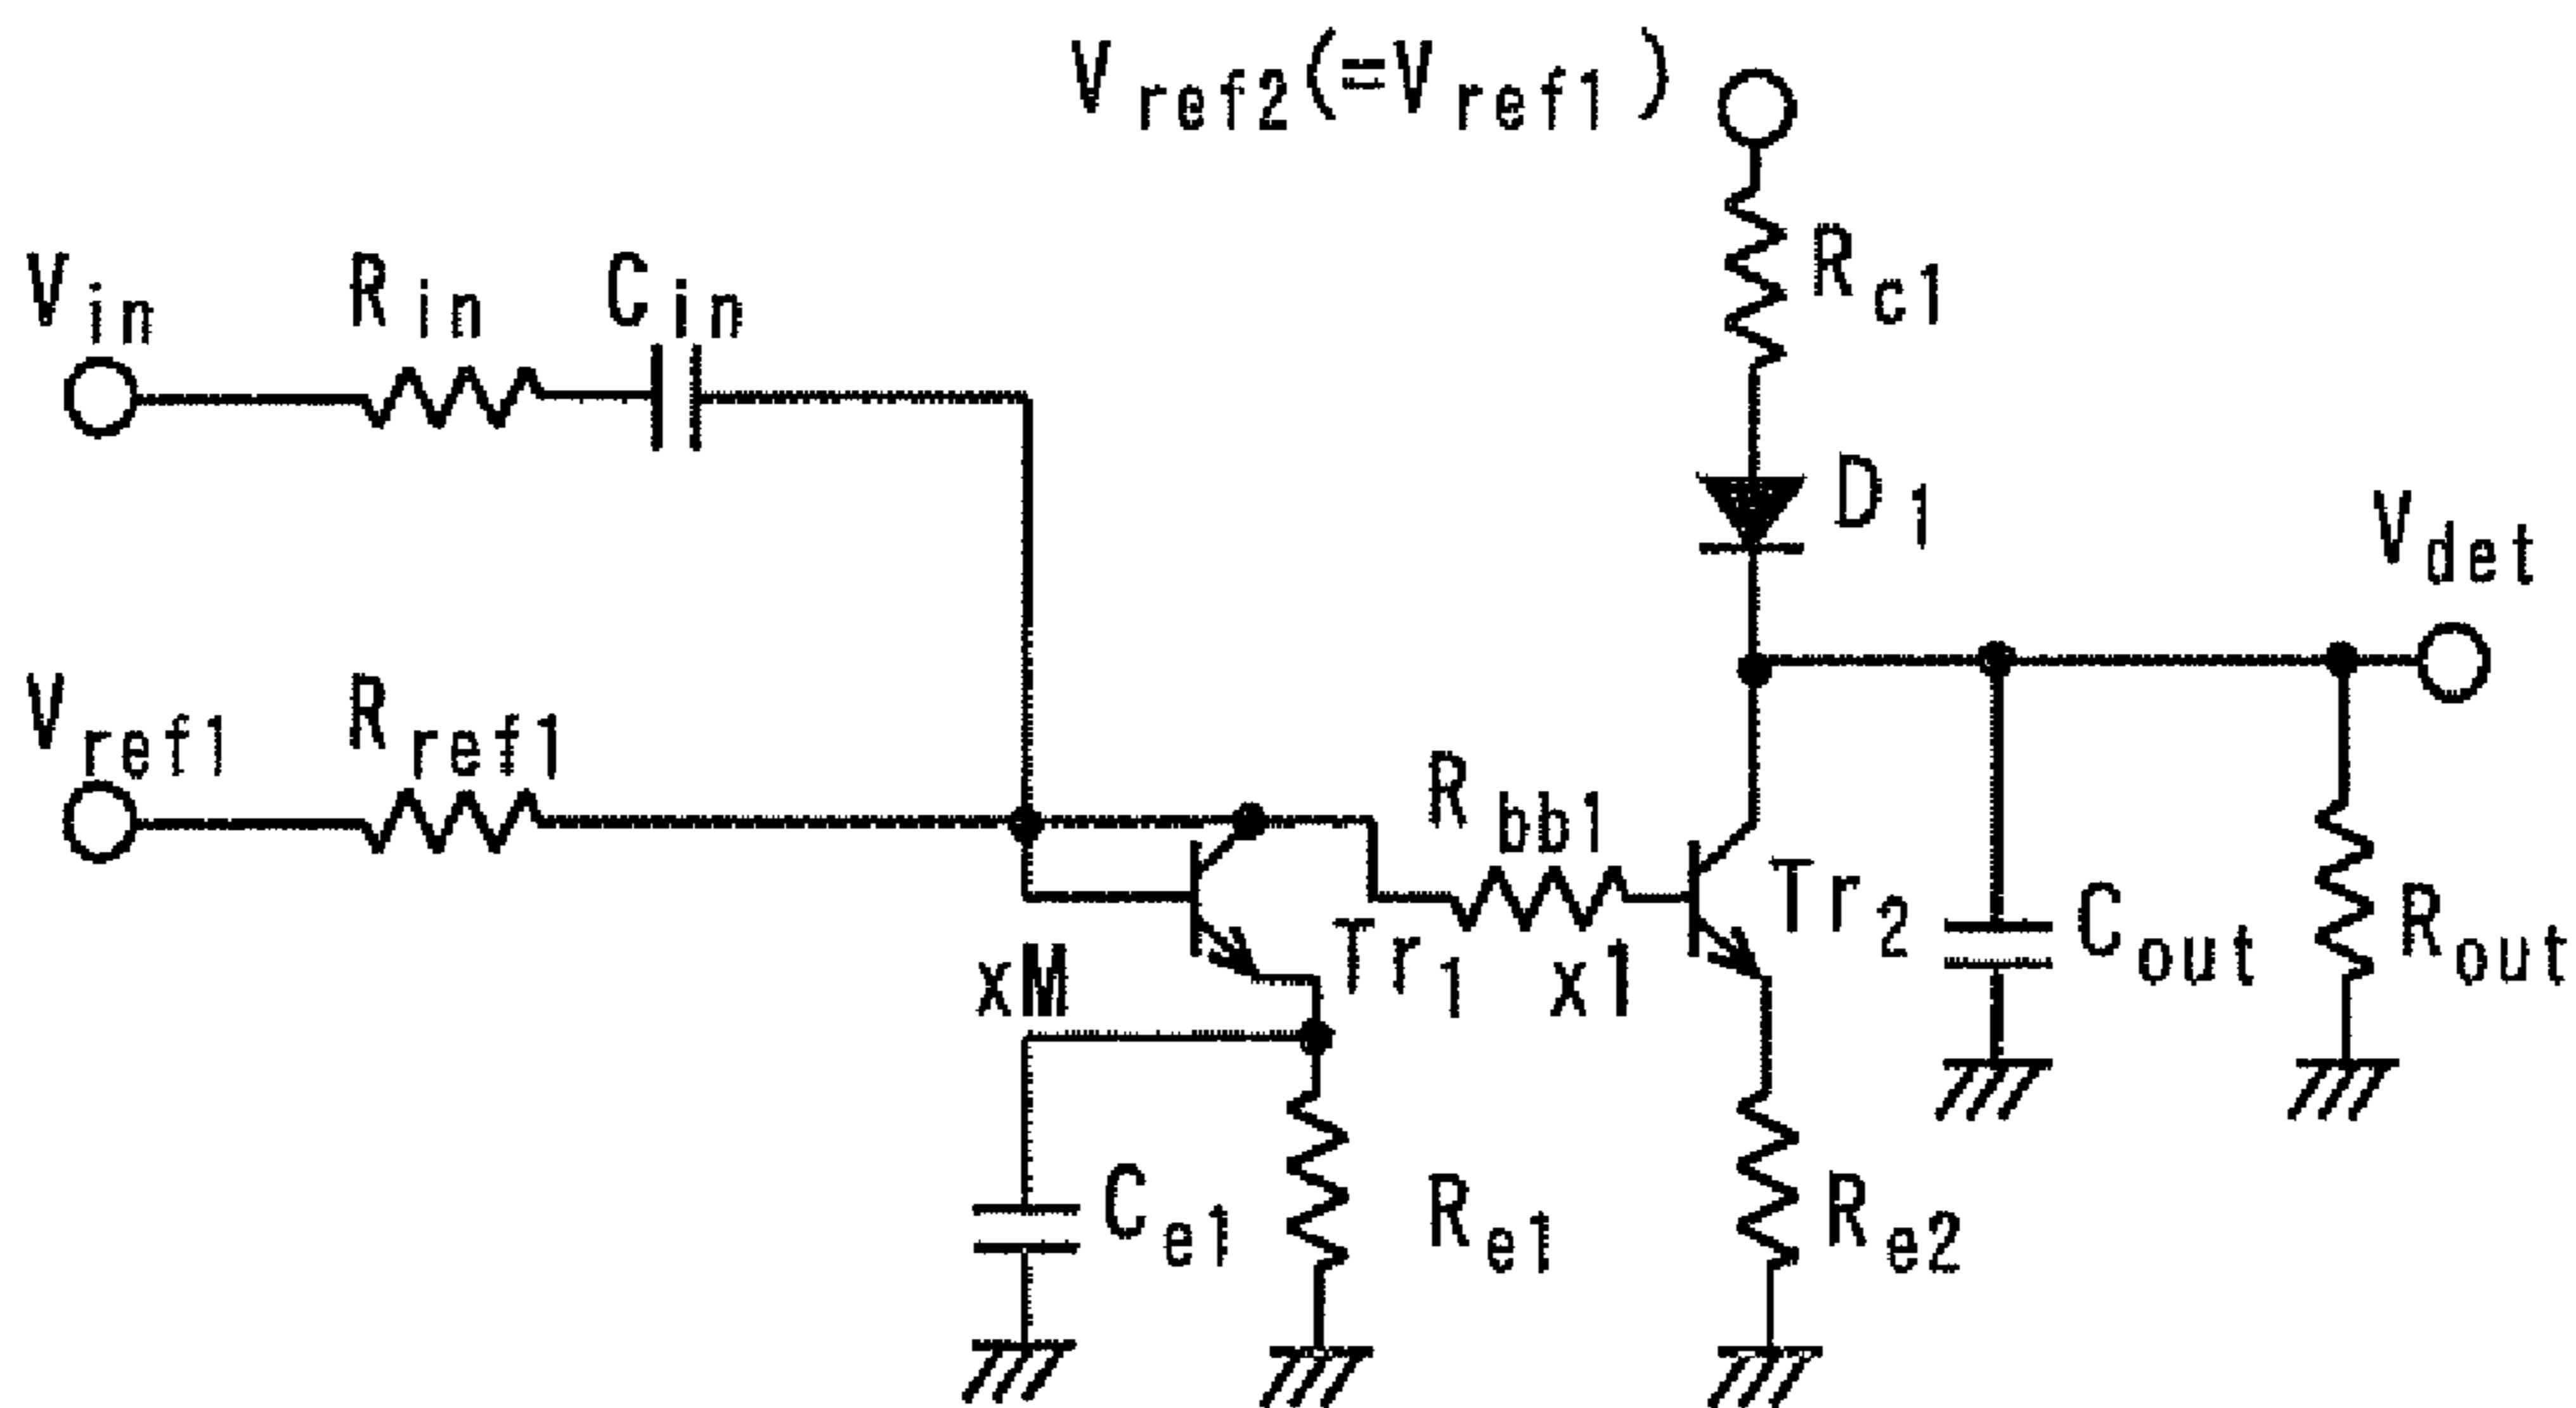 Vref2(=Vref1)
Rc1
Vin Rin Cin
D1
Vdet
Vref1 Rref1
Rbb1
Tr2
Cout
Rout
xM
Tr1
x1
Ce1
Re1
Re2